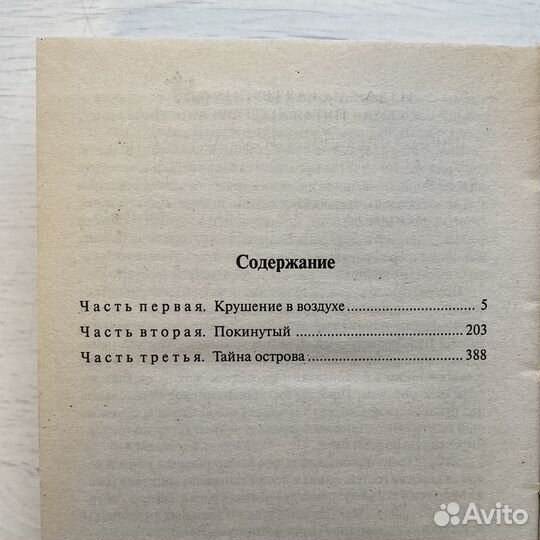 Содержание
Часть первая. Крушение в воздухе.................................5
Часть вторая. Покинутый ............................................203
Часть третья. Тайна острова.........................................388
Avito